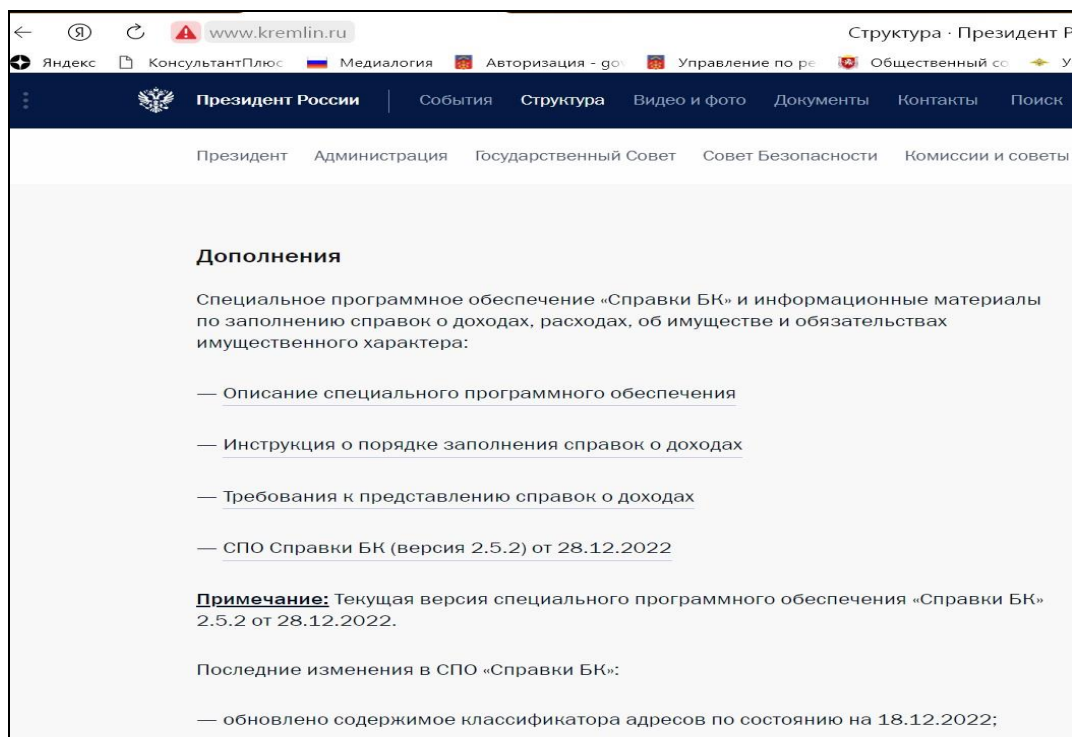 Я www.kremlin.ru Структура · Президент Р
Яндекс КонсультантПлюс Медиалогия Авторизация - go Управление по ре Общественный со У
Президент России События Структура Видео и фото Документы Контакты Поиск
Президент Администрация Государственный Совет Совет Безопасности Комиссии и советы
Дополнения
Специальное программное обеспечение «Справки БК» и информационные материалы
по заполнению справок о доходах, расходах, об имуществе и обязательствах
имущественного характера:
— Описание специального программного обеспечения
— Инструкция о порядке заполнения справок о доходах
— Требования к представлению справок о доходах
— СПО Справки БК (версия 2.5.2) от 28.12.2022
Примечание: Текущая версия специального программного обеспечения «Справки БК»
2.5.2 от 28.12.2022.
Последние изменения в СПО «Справки БК»:
— обновлено содержимое классификатора адресов по состоянию на 18.12.2022;